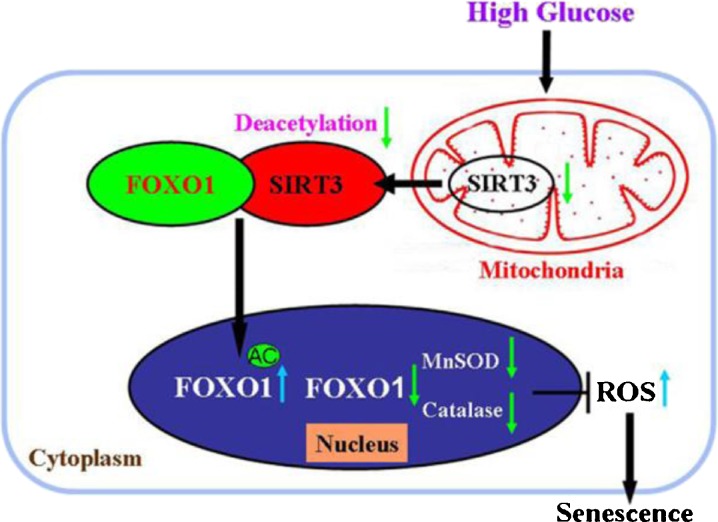 High Glucose
Deacetylation
FOXO1
SIRT3
SIRT3
Mitochondria
AC
FOXO1
FOXO1
MnSOD
Catalase
ROS
Nucleus
Cytoplasm
Senescence